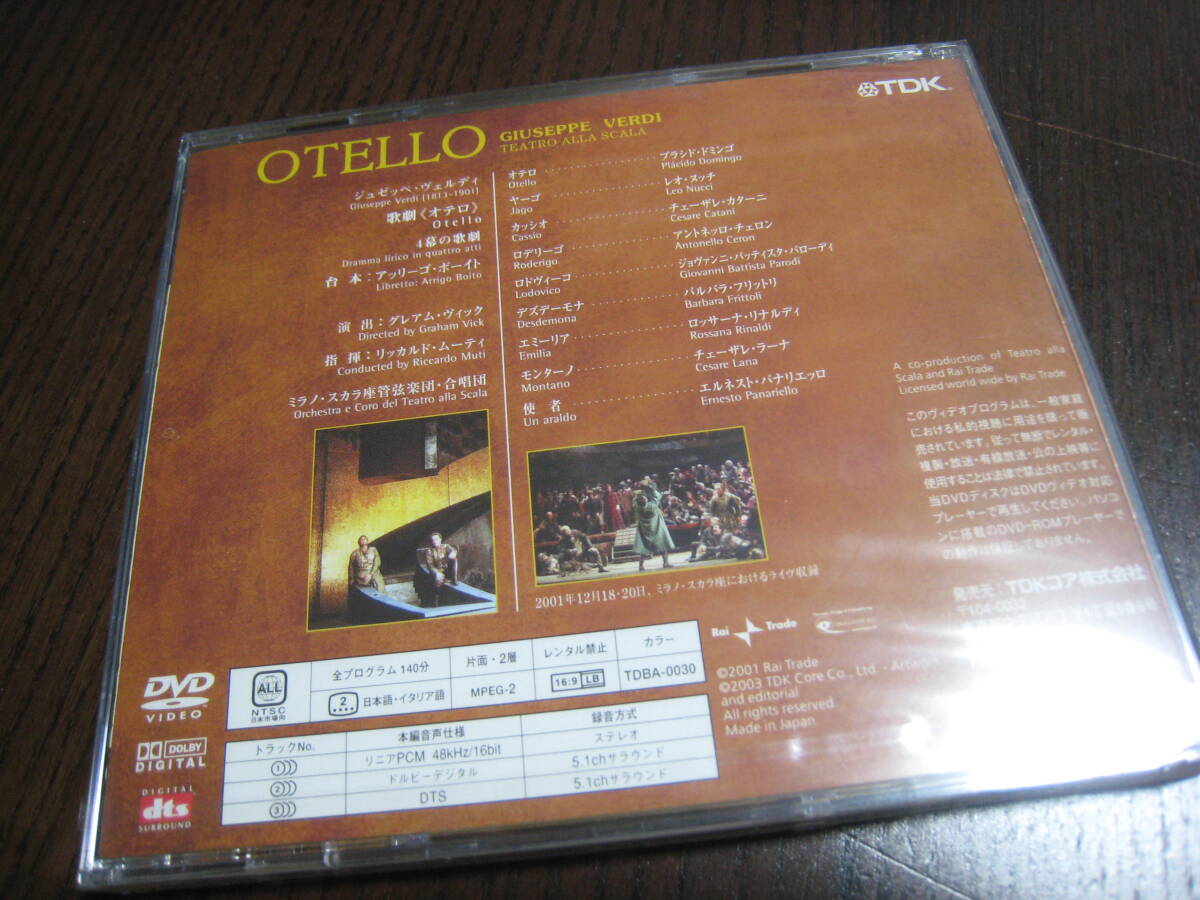 TDK
OTELLO
GIUSEPPE VERDI
TEATRO ALLA SCALA
ジュゼッペ・ヴェルディ
Giuseppe Verdi (1813-1901)
歌劇《オテロ》
Otello
4幕の歌劇
Dramma lirico in quattro atti
台本：アッリーゴ・ボーイト
Libretto: Arrigo Boito
演出：グレアム・ヴィック
Directed by Graham Vick
指揮：リッカルド・ムーティ
Conducted by Riccardo Muti
ミラノ・スカラ座管弦楽団・合唱団
Orchestra e Coro del Teatro alla Scala
オテロ プラシド・ドミンゴ
Otello Plácido Domingo
ヤーゴ レオ・ヌッチ
Jago Leo Nucci
カッシオ チェーザレ・カターニ
Cassio Cesare Catani
ロデリーゴ アントネッロ・チェロン
Roderigo Antonello Ceron
ロドヴィーコ ジョヴァンニ・バッティスタ・パローディ
Lodovico Giovanni Battista Parodi
デズデーモナ バルバラ・フリットリ
Desdemona Barbara Frittoli
エミーリア ロッサーナ・リナルディ
Emilia Rossana Rinaldi
モンターノ チェーザレ・ラーナ
Montano Cesare Lana
使者 エルネスト・パナリエッロ
Un araldo Ernesto Panariello
2001年12月18・20日、ミラノ・スカラ座におけるライヴ収録
A co-production of Teatro alla
Scala and Rai Trade
Licensed world wide by Rai Trade
このヴィデオプログラムは、一般家庭
における私的視聴に用途を限って販
売されています。従って無断でレンタル・
複製・放送・有線放送・公の上映等に
使用することは法律で禁止されています。
当DVDディスクはDVDヴィデオ対応
プレーヤーで再生してください。パソコ
ンに搭載のDVD-ROMプレーヤーで
の動作は保証しておりません。
発売元：TDKコア株式会社
〒104-0032
Rai Trade
©2001 Rai Trade
©2003 TDK Core Co., Ltd. - Artwork
and editorial
All rights reserved.
Made in Japan
DVD
VIDEO
ALL
NTSC
日本市場向
全プログラム 140分
片面・2層
レンタル禁止
カラー
2 日本語・イタリア語
MPEG-2
16:9 LB
TDBA-0030
DOLBY
DIGITAL
DIGITAL
dts
SURROUND
トラックNo. 本編音声仕様 録音方式
1 リニアPCM 48kHz/16bit ステレオ
2 ドルビーデジタル 5.1chサラウンド
3 DTS 5.1chサラウンド